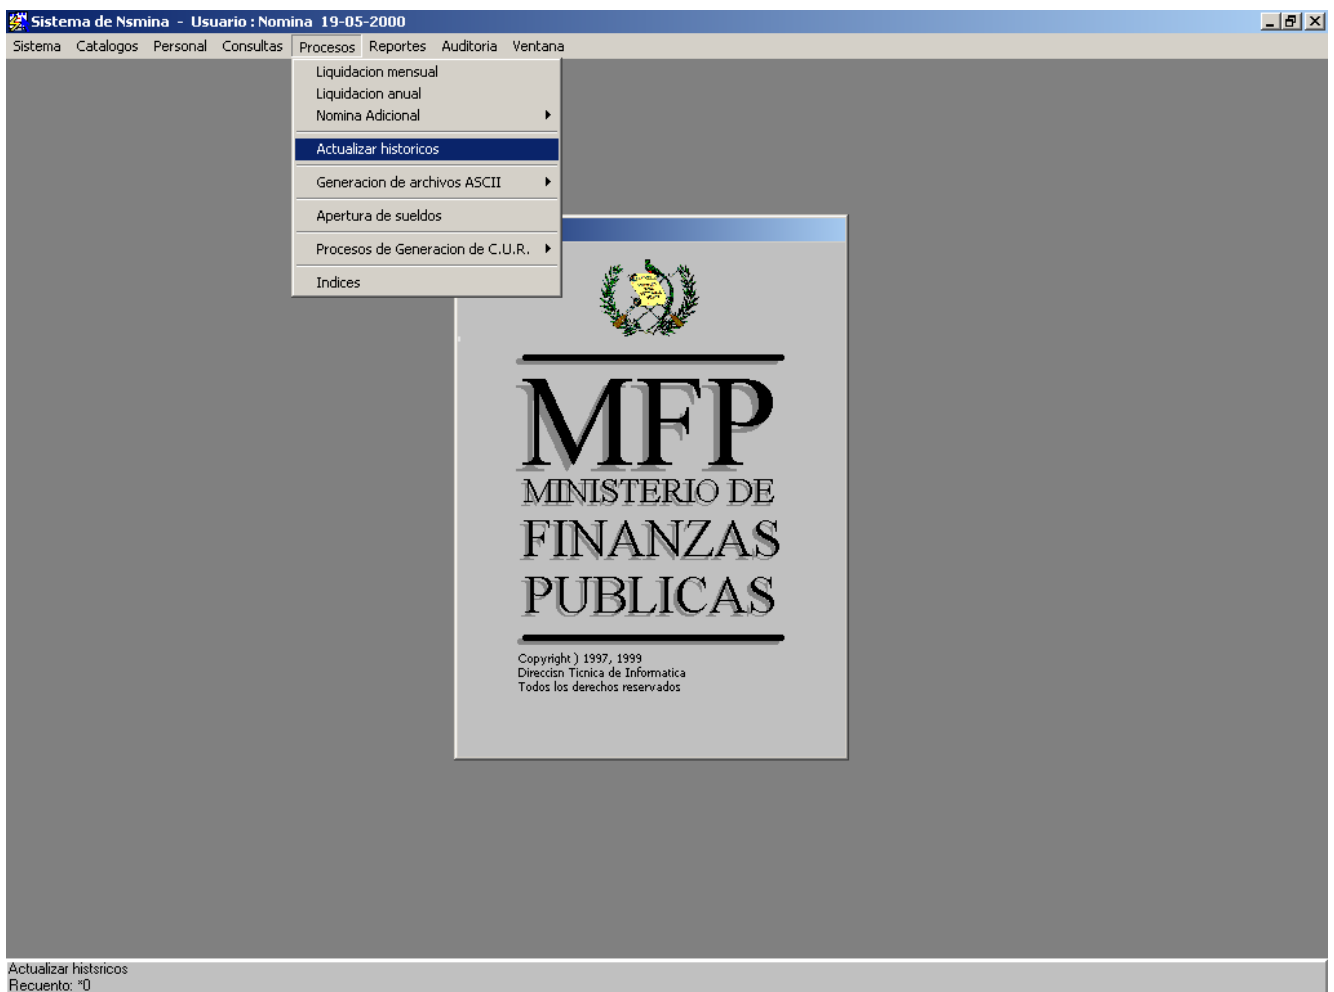 Sistema de Nsmina - Usuario : Nomina 19-05-2000
Sistema Catalogos Personal Consultas Procesos Reportes Auditoria Ventana
Liquidacion mensual
Liquidacion anual
Nomina Adicional
Actualizar historicos
Generacion de archivos ASCII
Apertura de sueldos
Procesos de Generacion de C.U.R.
Indices
MFP
MINISTERIO DE
FINANZAS
PUBLICAS
Copyright ) 1997, 1999
Direccisn Ticnica de Informatica
Todos los derechos reservados
Actualizar histsricos
Recuento: *0